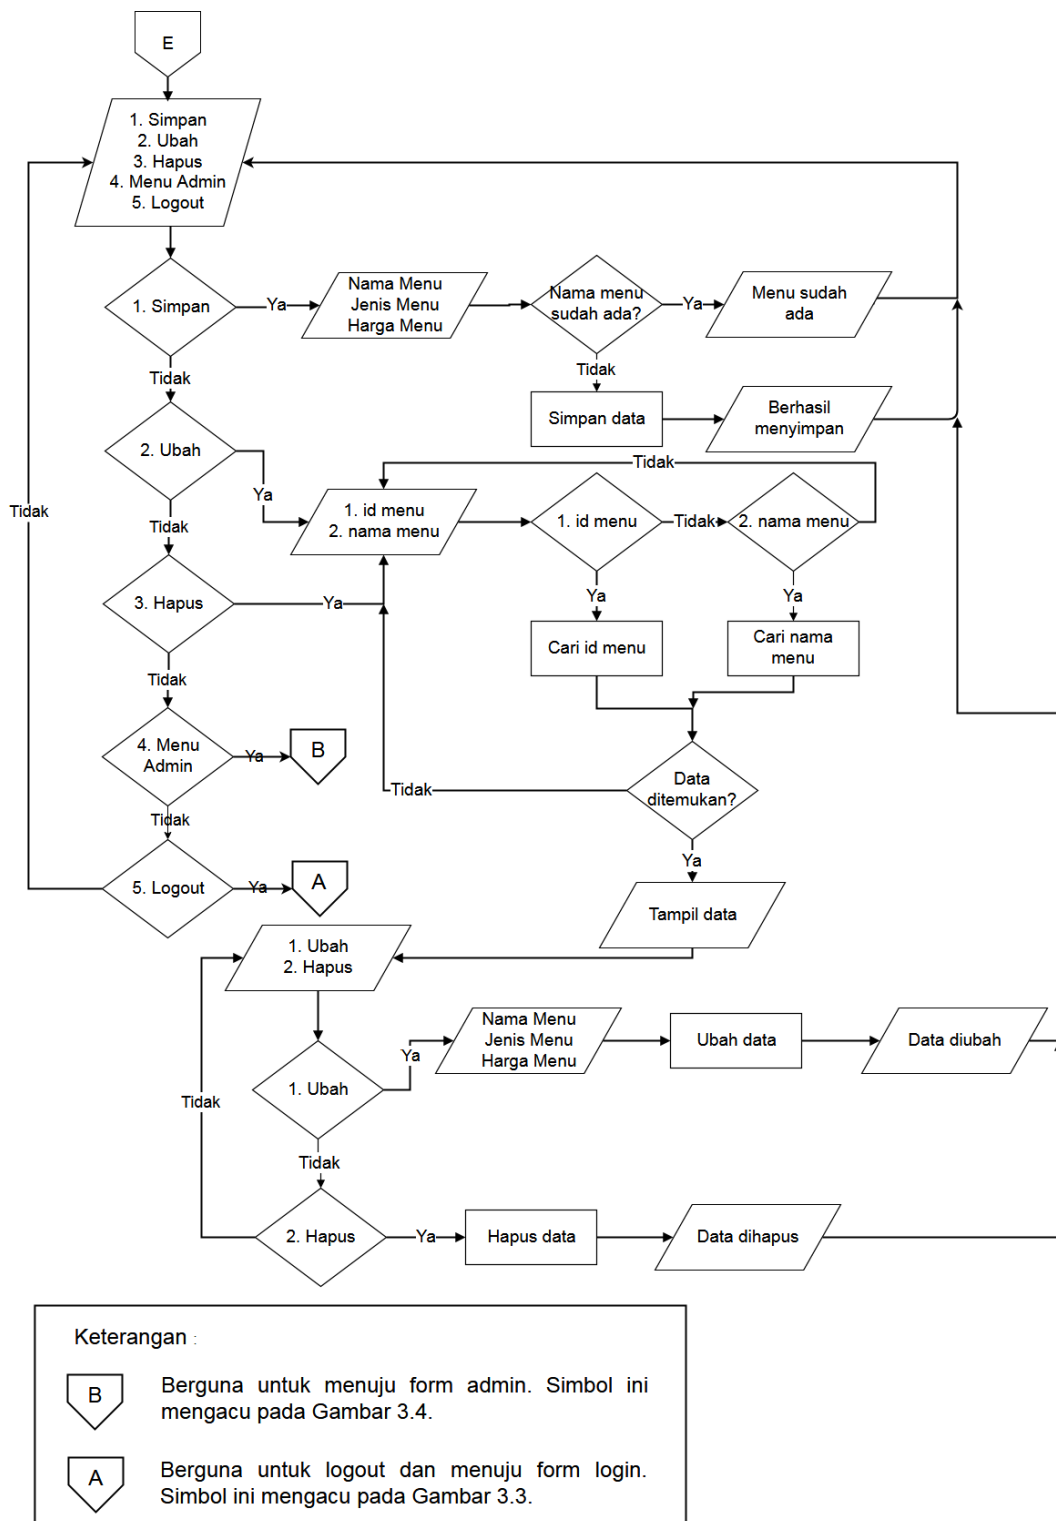 E
1. Simpan
2. Ubah
3. Hapus
4. Menu Admin
5. Logout
1. Simpan
Ya
Nama Menu
Jenis Menu
Harga Menu
Nama menu
sudah ada?
Ya
Menu sudah
ada
Tidak
Tidak
Simpan data
Berhasil
menyimpan
2. Ubah
Ya
Tidak
1. id menu
2. nama menu
1. id menu
Tidak
2. nama menu
Tidak
Tidak
Ya
Ya
3. Hapus
Ya
Cari id menu
Cari nama
menu
Tidak
4. Menu
Admin
Ya
B
Data
ditemukan?
Tidak
Tidak
Ya
5. Logout
Ya
A
Tampil data
1. Ubah
2. Hapus
Nama Menu
Jenis Menu
Harga Menu
Ubah data
Data diubah
Ya
1. Ubah
Tidak
Tidak
2. Hapus
Ya
Hapus data
Data dihapus
Keterangan :
B
Berguna untuk menuju form admin. Simbol ini
mengacu pada Gambar 3.4.
A
Berguna untuk logout dan menuju form login.
Simbol ini mengacu pada Gambar 3.3.